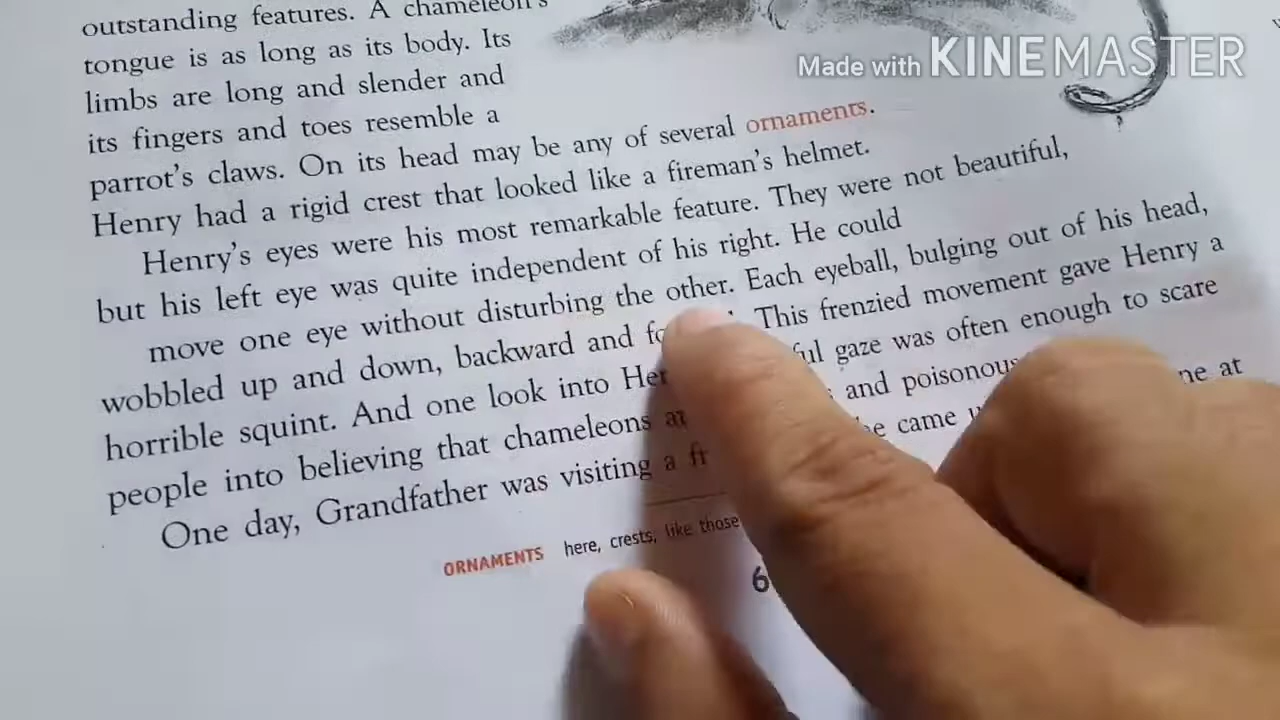 outstanding features. A chameleon's
tongue is as long as its body. Its
limbs are long and slender and
its fingers and toes resemble a
parrot's claws. On its head may be any of several ornaments.
Henry had a rigid crest that looked like a fireman's helmet.
Henry's eyes were his most remarkable feature. They were not beautiful,
but his left eye was quite independent of his right. He could
move one eye without disturbing the other. Each eyeball, bulging out of his head,
wobbled up and down, backward and This frenzied movement gave Henry a
horrible squint. And one look into gaze was often enough to scare
people into believing that chameleons and poisonous
One day, Grandfather was visiting a came at
ORNAMENTS here, crests; like those
6
Made with KINEMASTER